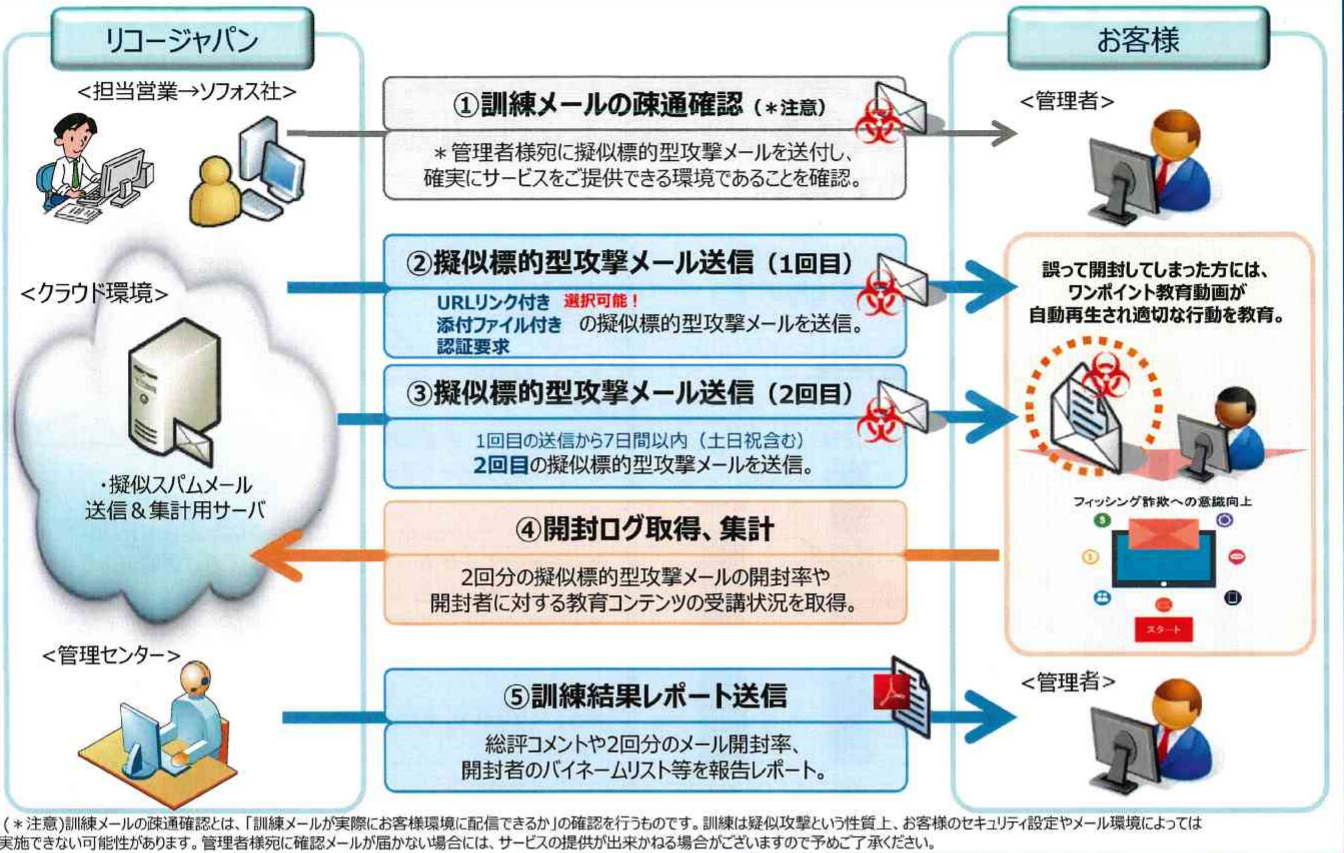 リコージャパン
お客様
<担当営業→ソフォス社>
①訓練メールの疎通確認（＊注意）
＊管理者様宛に擬似標的型攻撃メールを送付し、
確実にサービスをご提供できる環境であることを確認。
<管理者>
<クラウド環境>
・擬似スパムメール
送信＆集計用サーバ
②擬似標的型攻撃メール送信（1回目）
URLリンク付き 選択可能！
添付ファイル付き の擬似標的型攻撃メールを送信。
認証要求
③擬似標的型攻撃メール送信（2回目）
1回目の送信から7日間以内（土日祝含む）
2回目の擬似標的型攻撃メールを送信。
誤って開封してしまった方には、
ワンポイント教育動画が
自動再生され適切な行動を教育。
フィッシング詐欺への意識向上
スタート
④開封ログ取得、集計
2回分の擬似標的型攻撃メールの開封率や
開封者に対する教育コンテンツの受講状況を取得。
<管理センター>
⑤訓練結果レポート送信
総評コメントや2回分のメール開封率、
開封者のバイネームリスト等を報告レポート。
<管理者>
(＊注意)訓練メールの疎通確認とは、「訓練メールが実際にお客様環境に配信できるか」の確認を行うものです。訓練は疑似攻撃という性質上、お客様のセキュリティ設定やメール環境によっては
実施できない可能性があります。管理者様宛に確認メールが届かない場合には、サービスの提供が出来かねる場合がございますので予めご了承ください。